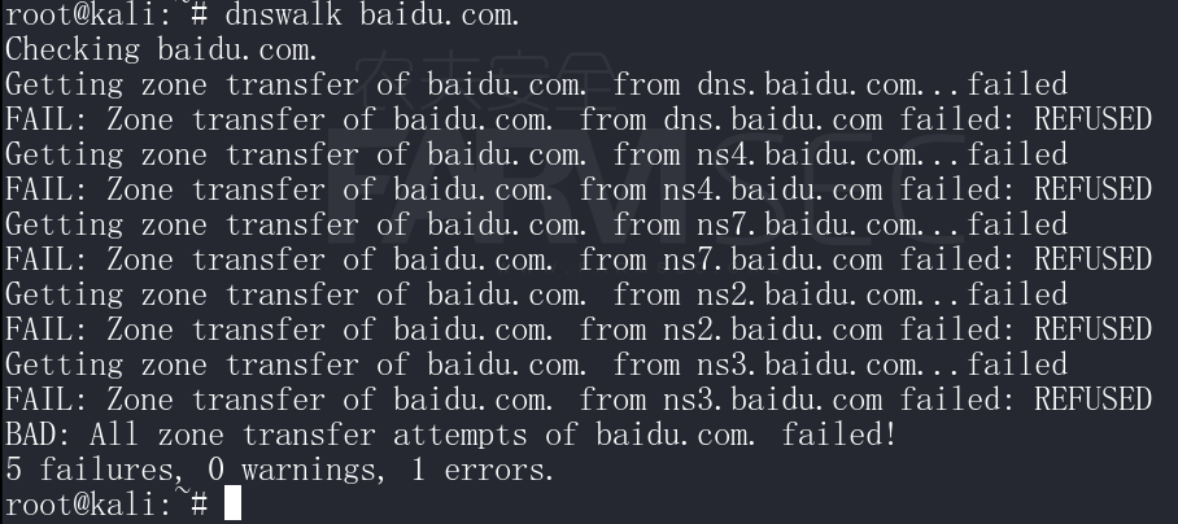 root@kali:~# dnswalk baidu.com.
Checking baidu.com.
Getting zone transfer of baidu.com. from dns.baidu.com...failed
FAIL: Zone transfer of baidu.com. from dns.baidu.com failed: REFUSED
Getting zone transfer of baidu.com. from ns4.baidu.com...failed
FAIL: Zone transfer of baidu.com. from ns4.baidu.com failed: REFUSED
Getting zone transfer of baidu.com. from ns7.baidu.com...failed
FAIL: Zone transfer of baidu.com. from ns7.baidu.com failed: REFUSED
Getting zone transfer of baidu.com. from ns2.baidu.com...failed
FAIL: Zone transfer of baidu.com. from ns2.baidu.com failed: REFUSED
Getting zone transfer of baidu.com. from ns3.baidu.com...failed
FAIL: Zone transfer of baidu.com. from ns3.baidu.com failed: REFUSED
BAD: All zone transfer attempts of baidu.com. failed!
5 failures, 0 warnings, 1 errors.
root@kali:~#
农夫安全
FARMSEC